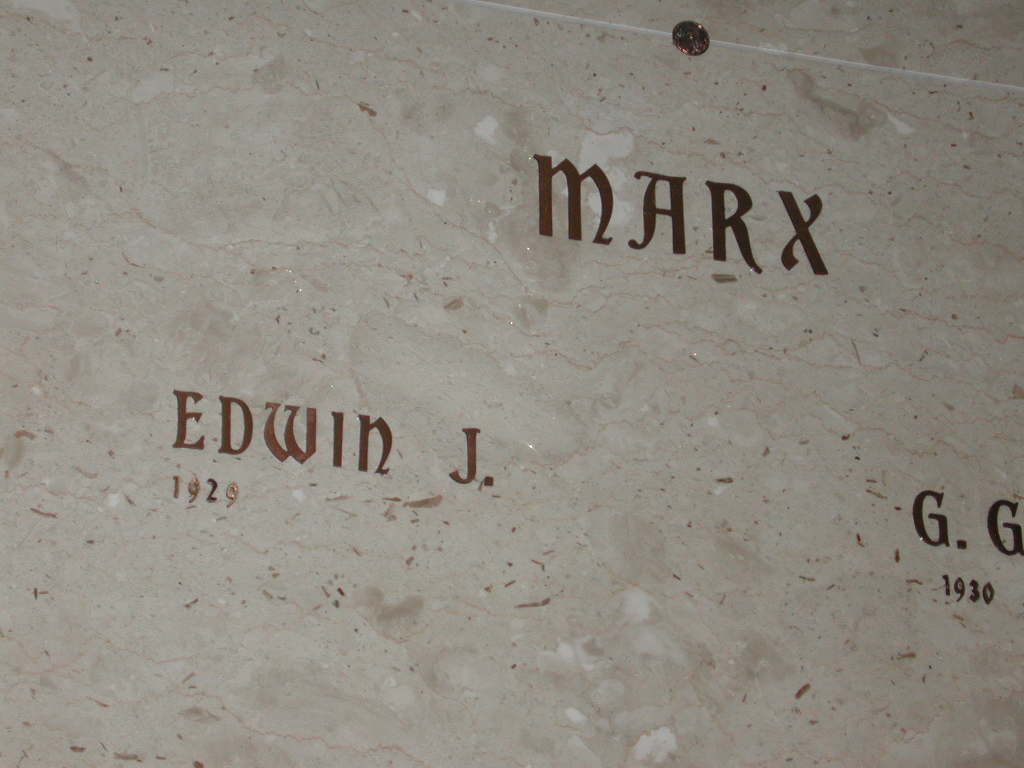 MARX
EDWIN J.
1929
G. G
1930